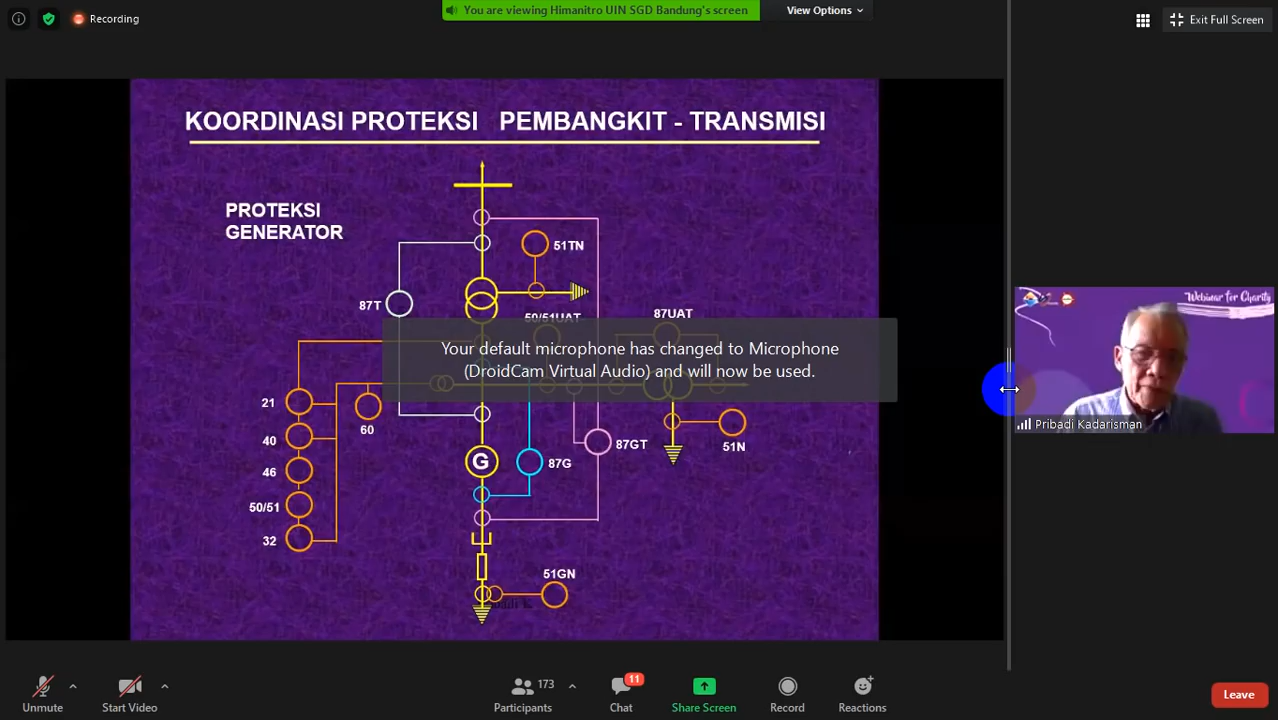 Recording
You are viewing Himanitro UIN SGD Bandung's screen
View Options
Exit Full Screen
KOORDINASI PROTEKSI PEMBANGKIT - TRANSMISI
PROTEKSI
GENERATOR
51TN
87T
50/51UAT
87UAT
Your default microphone has changed to Microphone
(DroidCam Virtual Audio) and will now be used.
21
60
40
46
50/51
32
G
87G
87GT
51N
51GN
Webinar for Charity
Pribadi Kadarisman
Unmute
Start Video
173
Participants
11
Chat
Share Screen
Record
Reactions
Leave